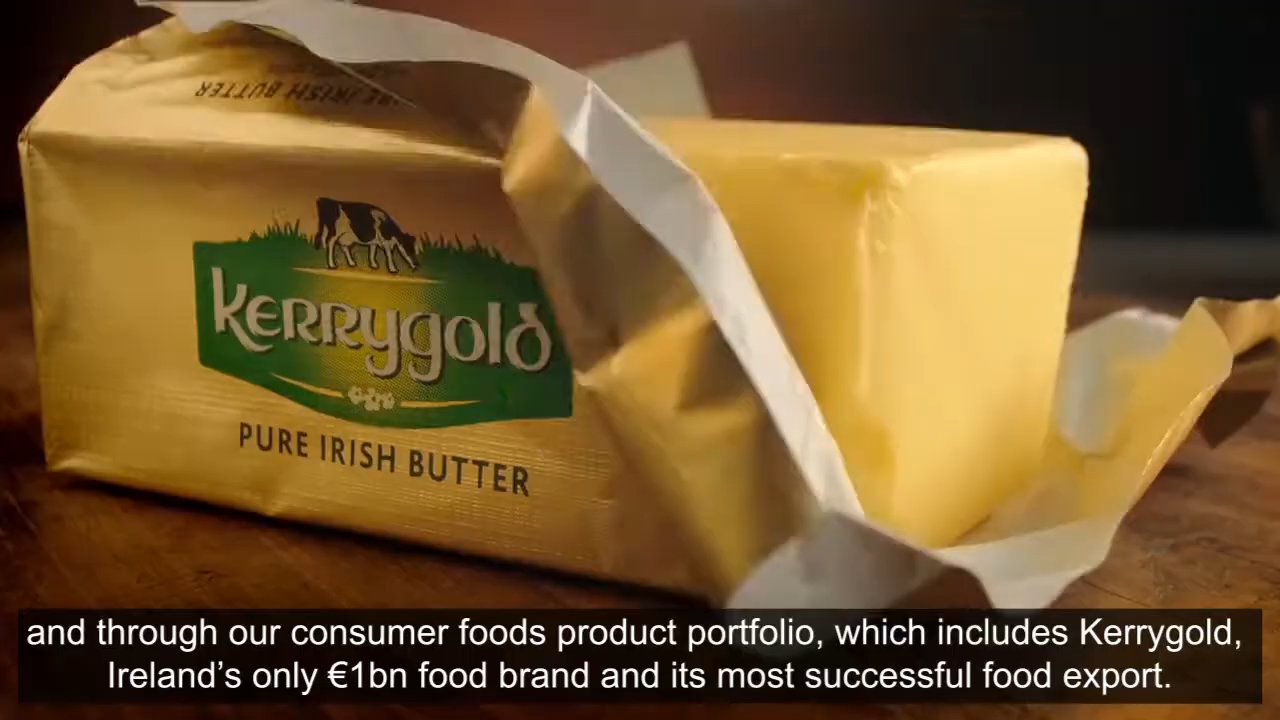 PURE IRISH BUTTER
kerrygold
PURE IRISH BUTTER
and through our consumer foods product portfolio, which includes Kerrygold,
Ireland’s only €1bn food brand and its most successful food export.